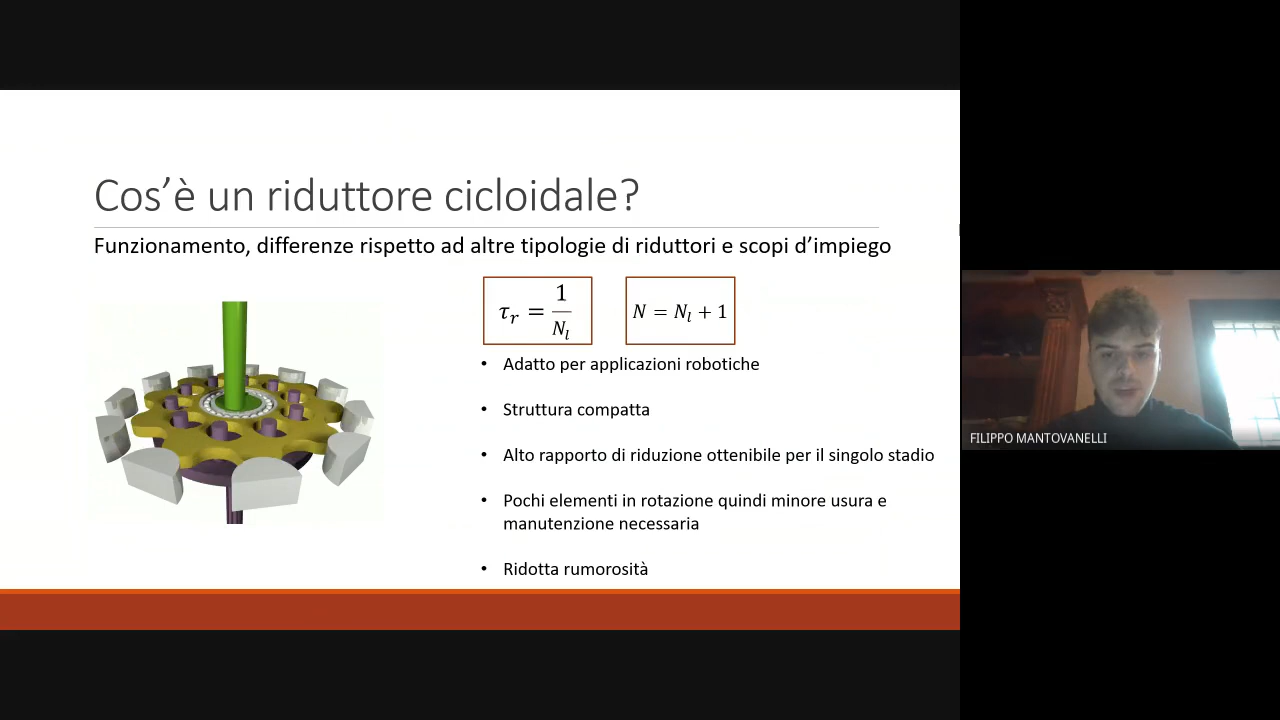 Cos’è un riduttore cicloidale?
Funzionamento, differenze rispetto ad altre tipologie di riduttori e scopi d’impiego
τ_r = 1/N_l
N = N_l + 1
• Adatto per applicazioni robotiche
• Struttura compatta
• Alto rapporto di riduzione ottenibile per il singolo stadio
• Pochi elementi in rotazione quindi minore usura e
manutenzione necessaria
• Ridotta rumorosità
FILIPPO MANTOVANELLI